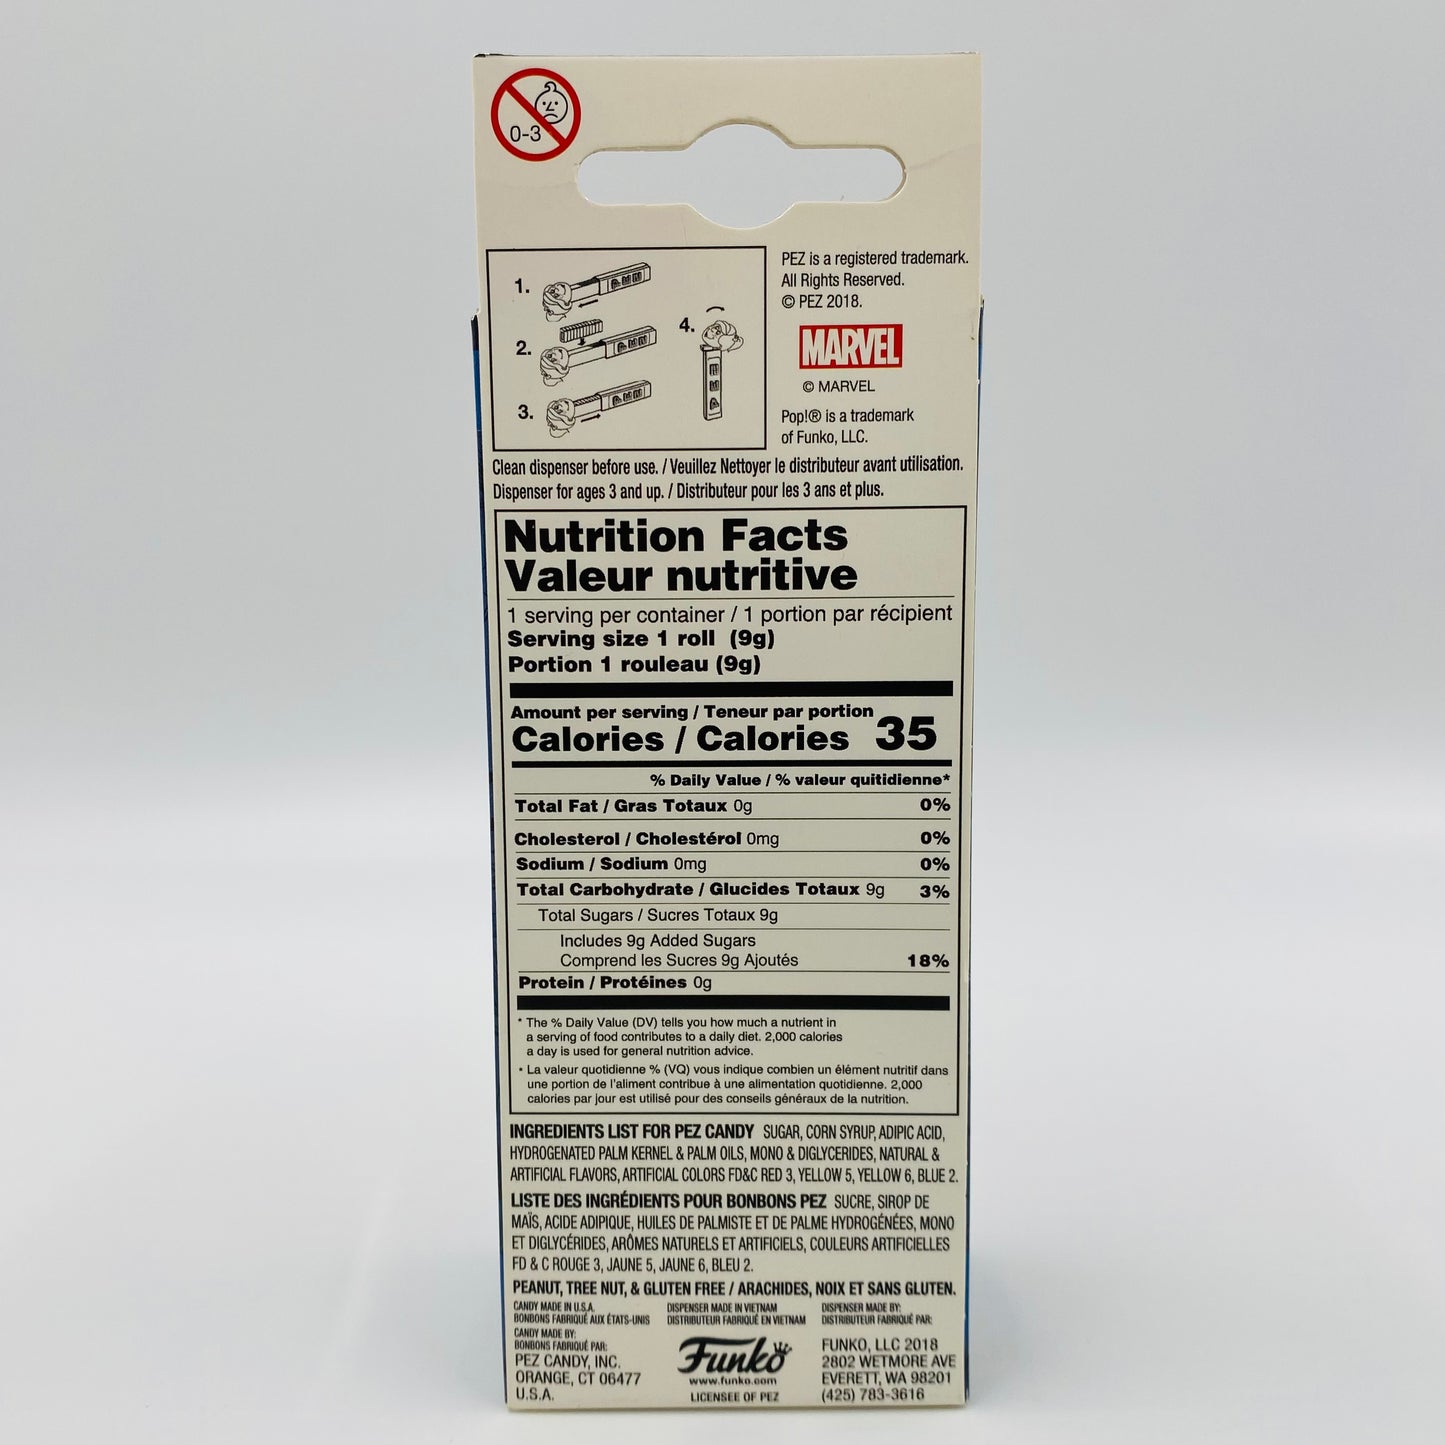 0-3
1.
2.
3.
4.
PEZ is a registered trademark.
All Rights Reserved.
© PEZ 2018.
MARVEL
© MARVEL
Pop!® is a trademark
of Funko, LLC.
Clean dispenser before use. / Veuillez Nettoyer le distributeur avant utilisation.
Dispenser for ages 3 and up. / Distributeur pour les 3 ans et plus.
Nutrition Facts
Valeur nutritive
1 serving per container / 1 portion par récipient
Serving size 1 roll (9g)
Portion 1 rouleau (9g)
Amount per serving / Teneur par portion
Calories / Calories 35
% Daily Value / % valeur quitidienne*
Total Fat / Gras Totaux 0g 0%
Cholesterol / Cholestérol 0mg 0%
Sodium / Sodium 0mg 0%
Total Carbohydrate / Glucides Totaux 9g 3%
Total Sugars / Sucres Totaux 9g
Includes 9g Added Sugars
Comprend les Sucres 9g Ajoutés 18%
Protein / Protéines 0g
* The % Daily Value (DV) tells you how much a nutrient in
a serving of food contributes to a daily diet. 2,000 calories
a day is used for general nutrition advice.
* La valeur quotidienne % (VQ) vous indique combien un élément nutritif dans
une portion de l'aliment contribue à une alimentation quotidienne. 2,000
calories par jour est utilisé pour des conseils généraux de la nutrition.
INGREDIENTS LIST FOR PEZ CANDY SUGAR, CORN SYRUP, ADIPIC ACID,
HYDROGENATED PALM KERNEL & PALM OILS, MONO & DIGLYCERIDES, NATURAL &
ARTIFICIAL FLAVORS, ARTIFICIAL COLORS FD&C RED 3, YELLOW 5, YELLOW 6, BLUE 2.
LISTE DES INGRÉDIENTS POUR BONBONS PEZ SUCRE, SIROP DE
MAÏS, ACIDE ADIPIQUE, HUILES DE PALMISTE ET DE PALME HYDROGÉNÉES, MONO
ET DIGLYCÉRIDES, ARÔMES NATURELS ET ARTIFICIELS, COULEURS ARTIFICIELLES
FD & C ROUGE 3, JAUNE 5, JAUNE 6, BLEU 2.
PEANUT, TREE NUT, & GLUTEN FREE / ARACHIDES, NOIX ET SANS GLUTEN.
CANDY MADE IN U.S.A.
BONBONS FABRIQUÉ AUX ÉTATS-UNIS
CANDY MADE BY:
BONBONS FABRIQUÉ PAR:
PEZ CANDY, INC.
ORANGE, CT 06477
U.S.A.
DISPENSER MADE IN VIETNAM
DISTRIBUTEUR FABRIQUÉ EN VIETNAM
Funko
www.funko.com
LICENSEE OF PEZ
DISPENSER MADE BY:
DISTRIBUTEUR FABRIQUÉ PAR:
FUNKO, LLC 2018
2802 WETMORE AVE
EVERETT, WA 98201
(425) 783-3616